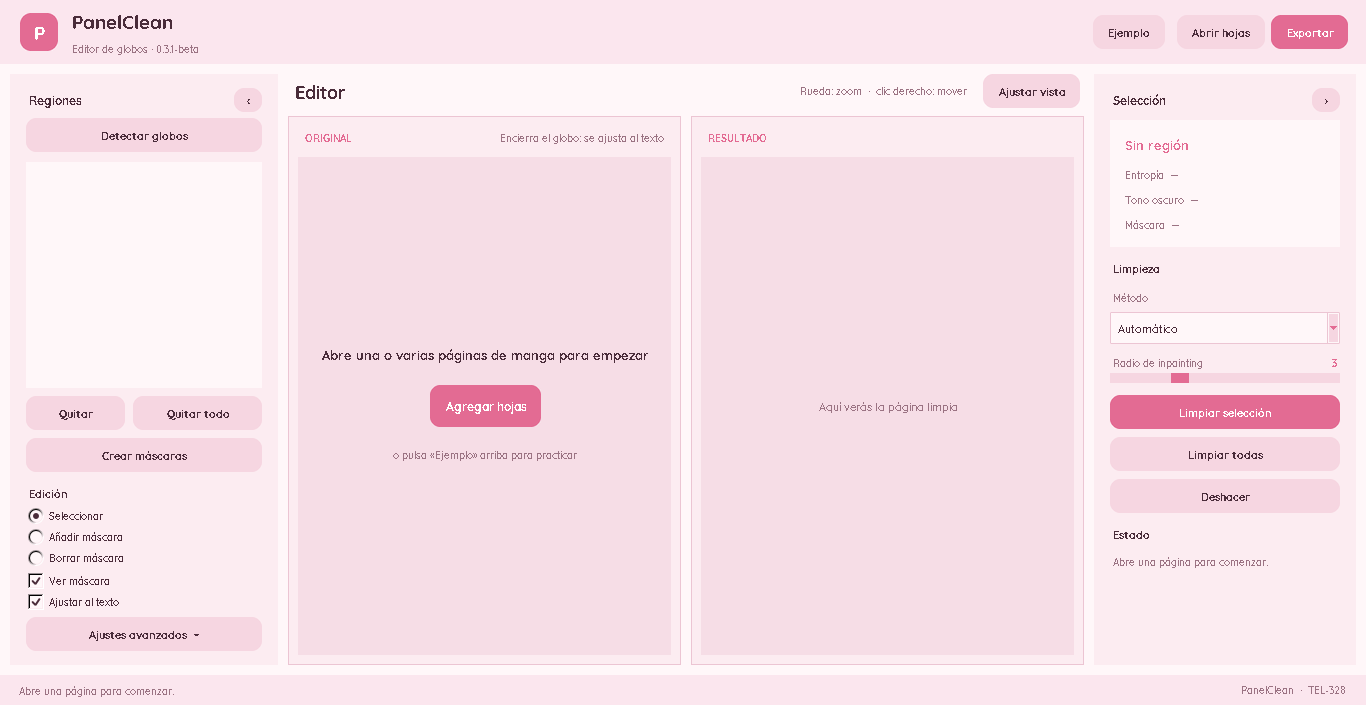 P
PanelClean
Editor de globos · 0.3.1-beta
Ejemplo
Abrir hojas
Exportar
Regiones
‹
Detectar globos
Quitar
Quitar todo
Crear máscaras
Edición
Seleccionar
Añadir máscara
Borrar máscara
Ver máscara
Ajustar al texto
Ajustes avanzados
Editor
Rueda: zoom · clic derecho: mover
Ajustar vista
ORIGINAL
Encierra el globo: se ajusta al texto
Abre una o varias páginas de manga para empezar
Agregar hojas
o pulsa «Ejemplo» arriba para practicar
RESULTADO
Aquí verás la página limpia
Selección
›
Sin región
Entropía —
Tono oscuro —
Máscara —
Limpieza
Método
Automático
Radio de inpainting 3
Limpiar selección
Limpiar todas
Deshacer
Estado
Abre una página para comenzar.
Abre una página para comenzar.
PanelClean · TEL-328